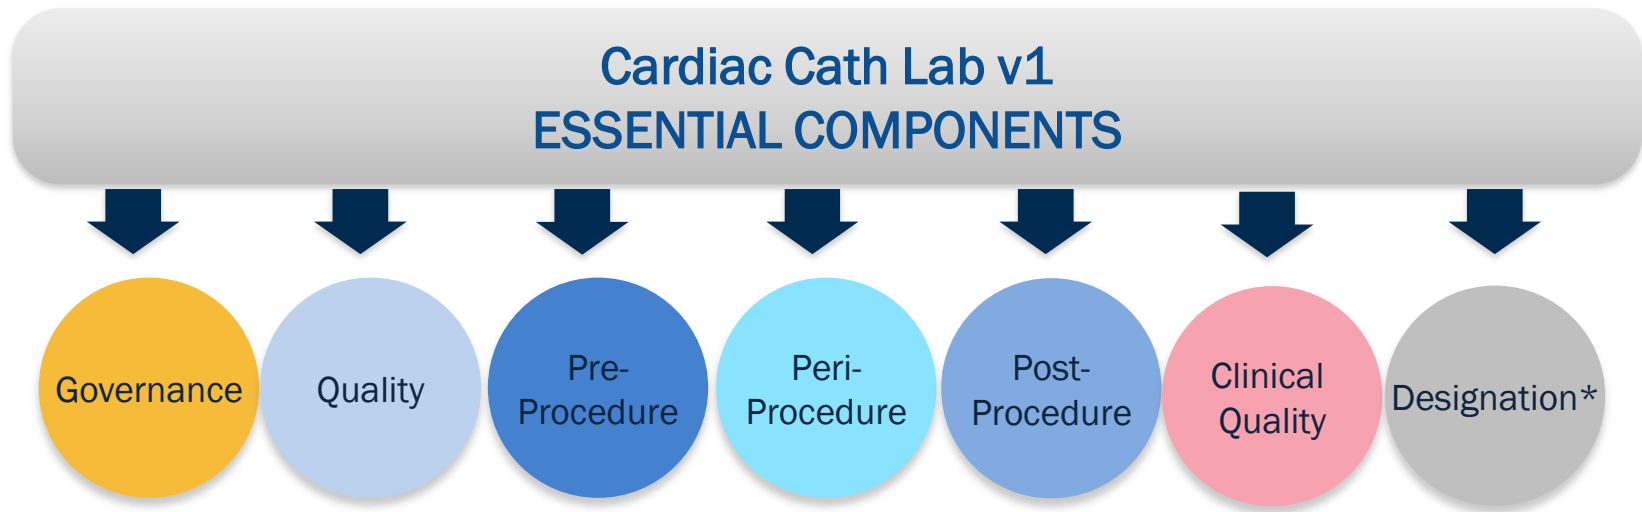 Cardiac Cath Lab v1
ESSENTIAL COMPONENTS
Governance
Quality
Pre-
Procedure
Peri-
Procedure
Post-
Procedure
Clinical
Quality
Designation*